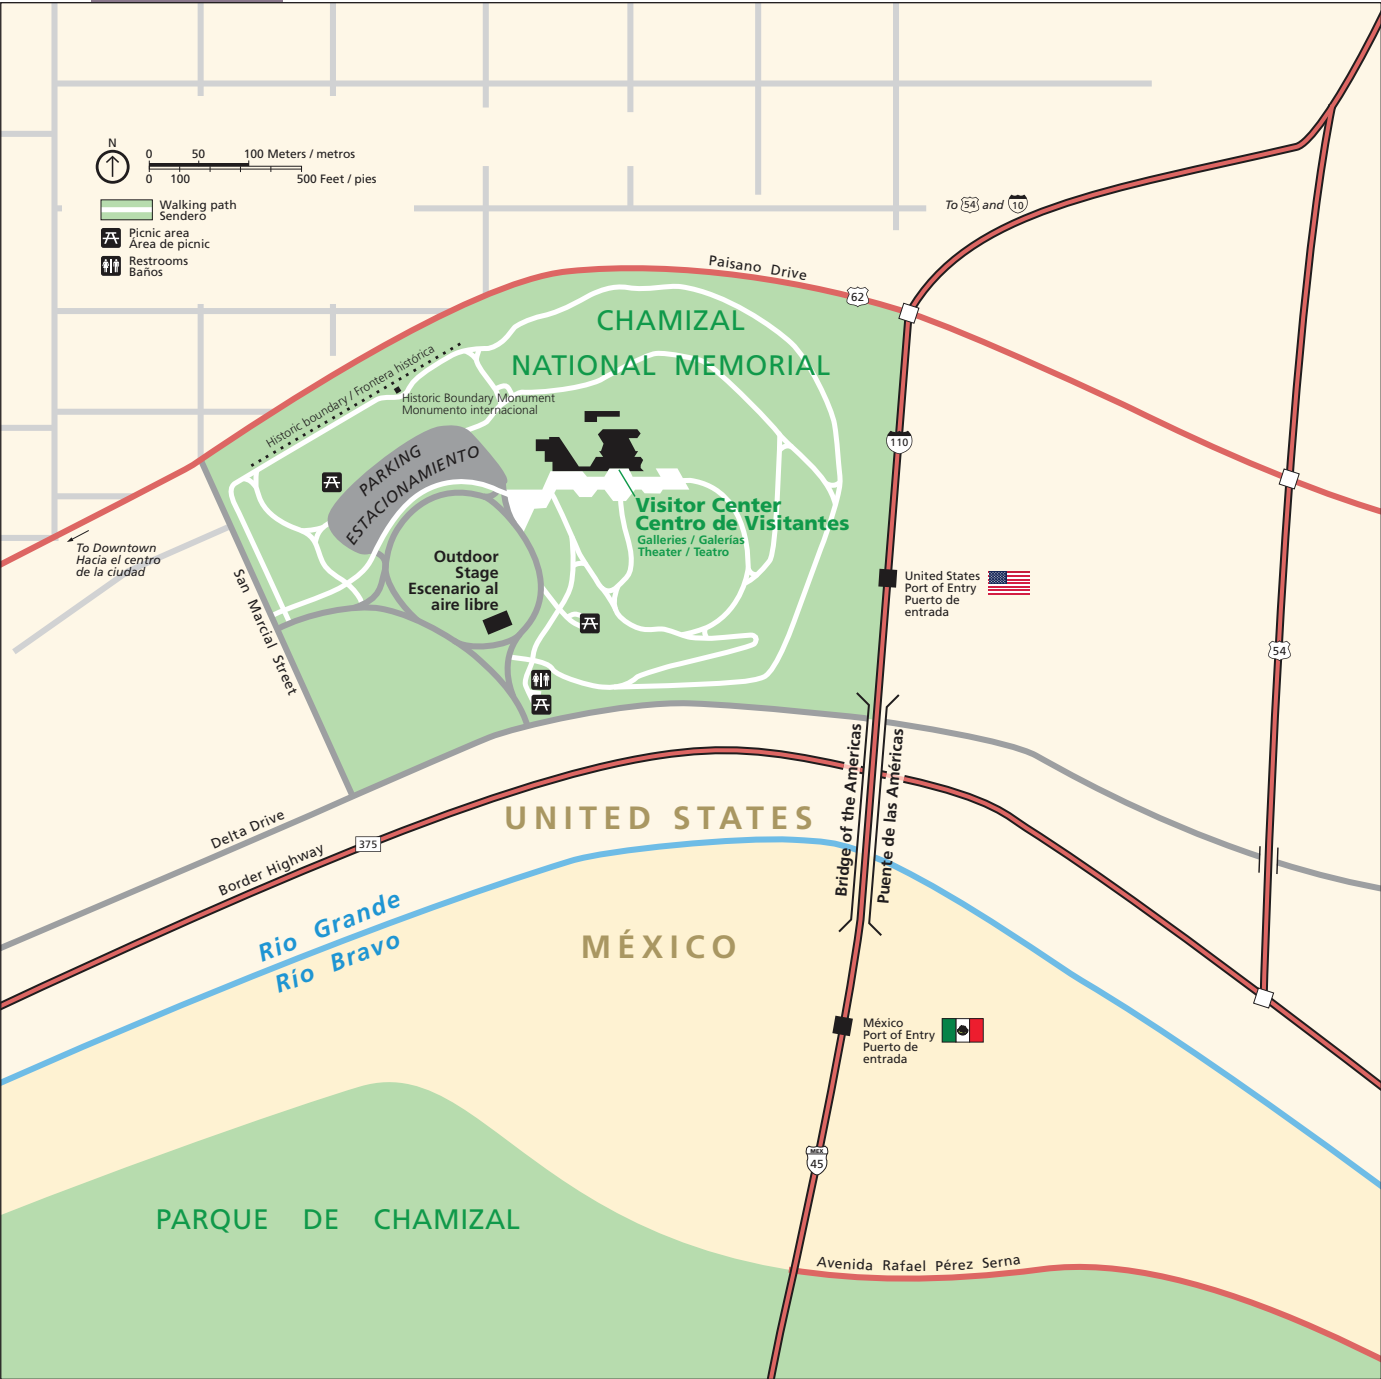 N
0 50 100 Meters / metros
0 100 500 Feet / pies
Walking path
Sendero
Picnic area
Área de picnic
Restrooms
Baños
To 54 and 10
Paisano Drive
62
CHAMIZAL
NATIONAL MEMORIAL
Historic boundary / Frontera histórica
Historic Boundary Monument
Monumento internacional
110
PARKING
ESTACIONAMIENTO
Visitor Center
Centro de Visitantes
Galleries / Galerías
Theater / Teatro
To Downtown
Hacia el centro
de la ciudad
San Marcial Street
Outdoor
Stage
Escenario al
aire libre
United States
Port of Entry
Puerto de
entrada
54
Bridge of the Americas
Puente de las Américas
UNITED STATES
Delta Drive
375
Border Highway
Rio Grande
Río Bravo
MÉXICO
México
Port of Entry
Puerto de
entrada
MEX
45
PARQUE DE CHAMIZAL
Avenida Rafael Pérez Serna